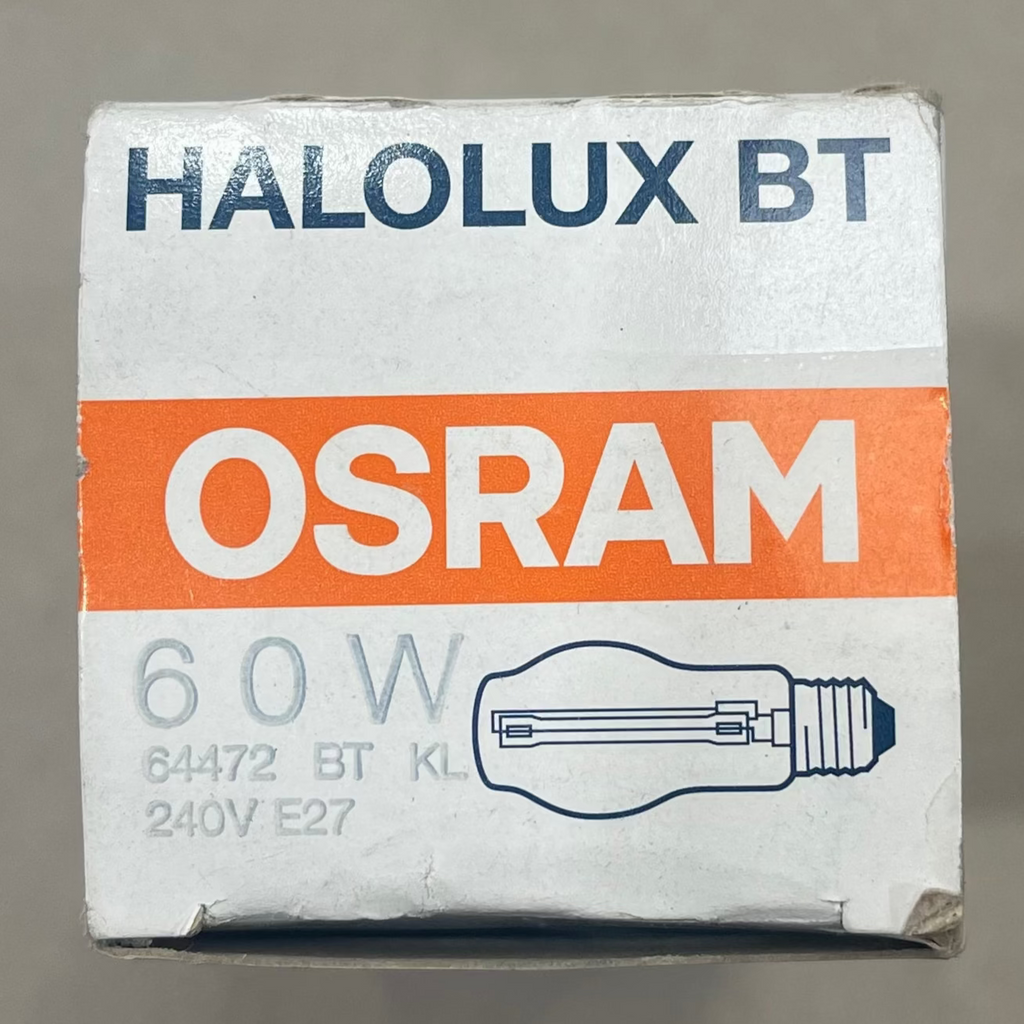 HALOLUX BT
OSRAM
60W
64472 BT KL
240V E27